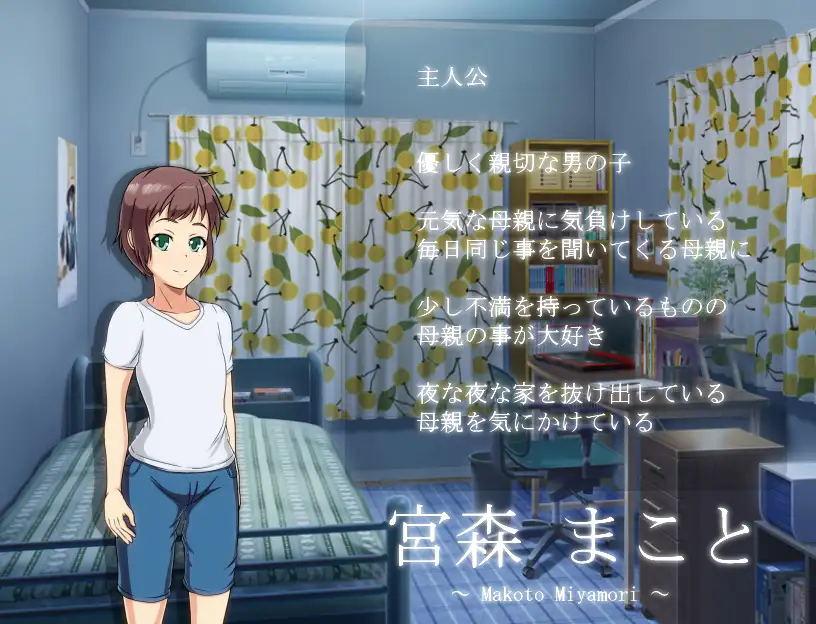 主人公
優しく親切な男の子
元気な母親に気負けしている
毎日同じ事を聞いてくる母親に
少し不満を持っているものの
母親の事が大好き
夜な夜な家を抜け出している
母親を気にかけている
宮森 まこと
～ Makoto Miyamori ～